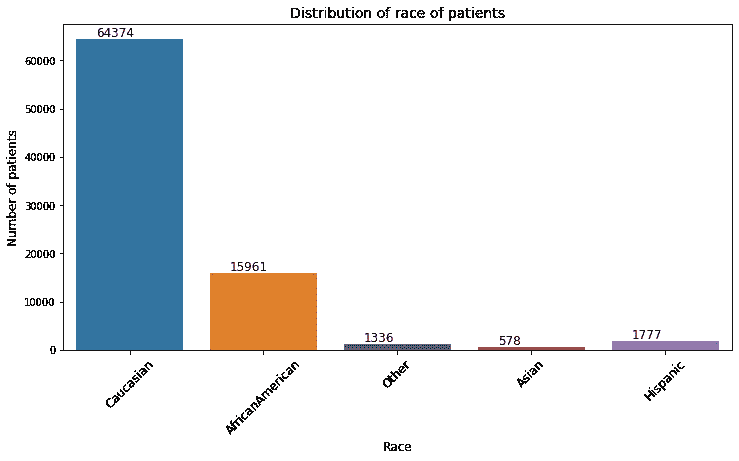 Distribution of race of patients
64374
60000
50000
40000
30000
20000
15961
10000
1336
578
1777
0
Number of patients
Caucasian
AfricanAmerican
Other
Asian
Hispanic
Race